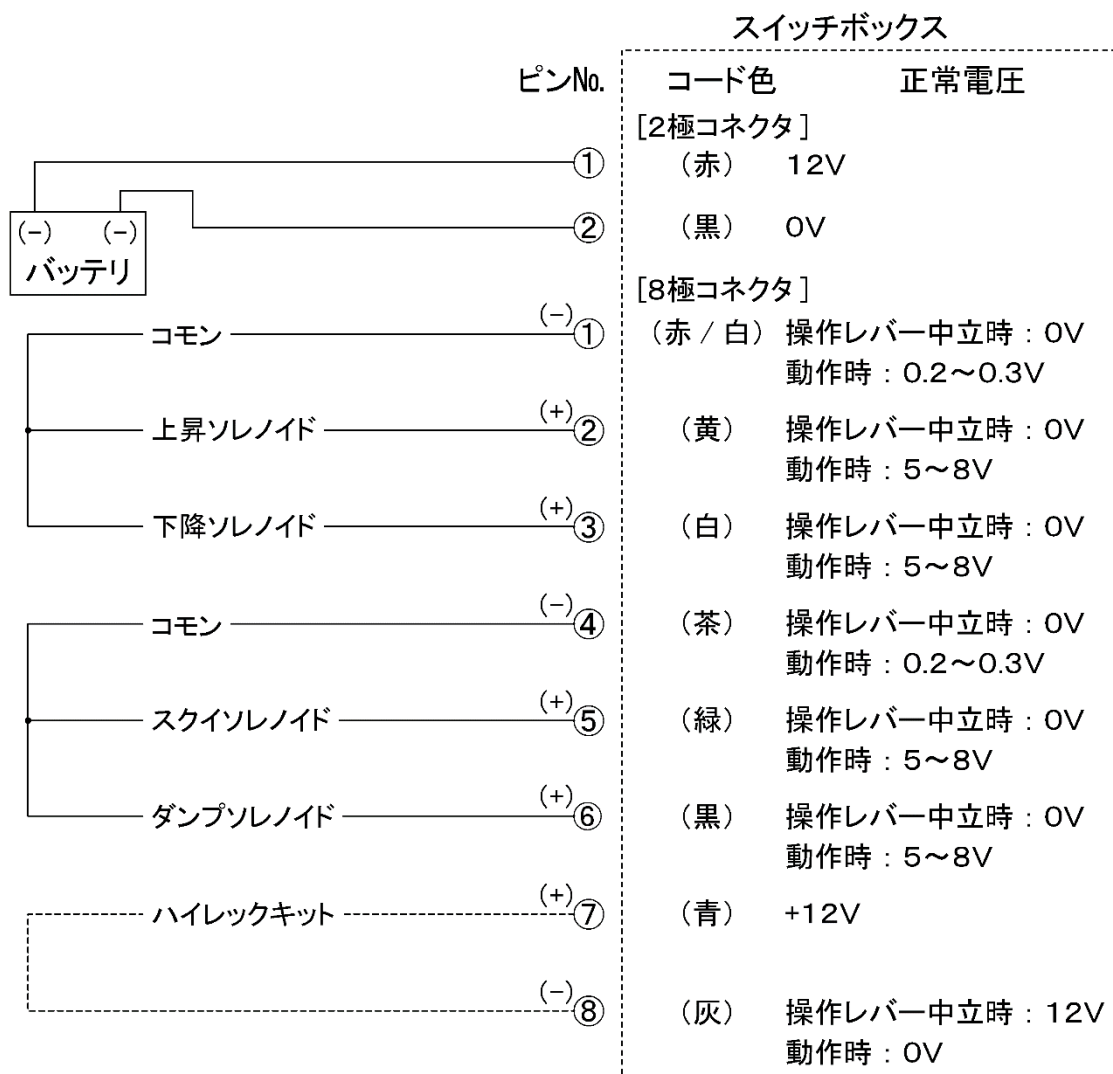 スイッチボックス
ピンNo. コード色 正常電圧
[2極コネクタ]
① (赤) 12V
② (黒) 0V
(-) (-)
バッテリ
[8極コネクタ]
コモン (-) ① (赤/白) 操作レバー中立時：0V
動作時：0.2～0.3V
上昇ソレノイド (+) ② (黄) 操作レバー中立時：0V
動作時：5～8V
下降ソレノイド (+) ③ (白) 操作レバー中立時：0V
動作時：5～8V
コモン (-) ④ (茶) 操作レバー中立時：0V
動作時：0.2～0.3V
スクイソレノイド (+) ⑤ (緑) 操作レバー中立時：0V
動作時：5～8V
ダンプソレノイド (+) ⑥ (黒) 操作レバー中立時：0V
動作時：5～8V
ハイレックキット (+) ⑦ (青) +12V
(-) ⑧ (灰) 操作レバー中立時：12V
動作時：0V